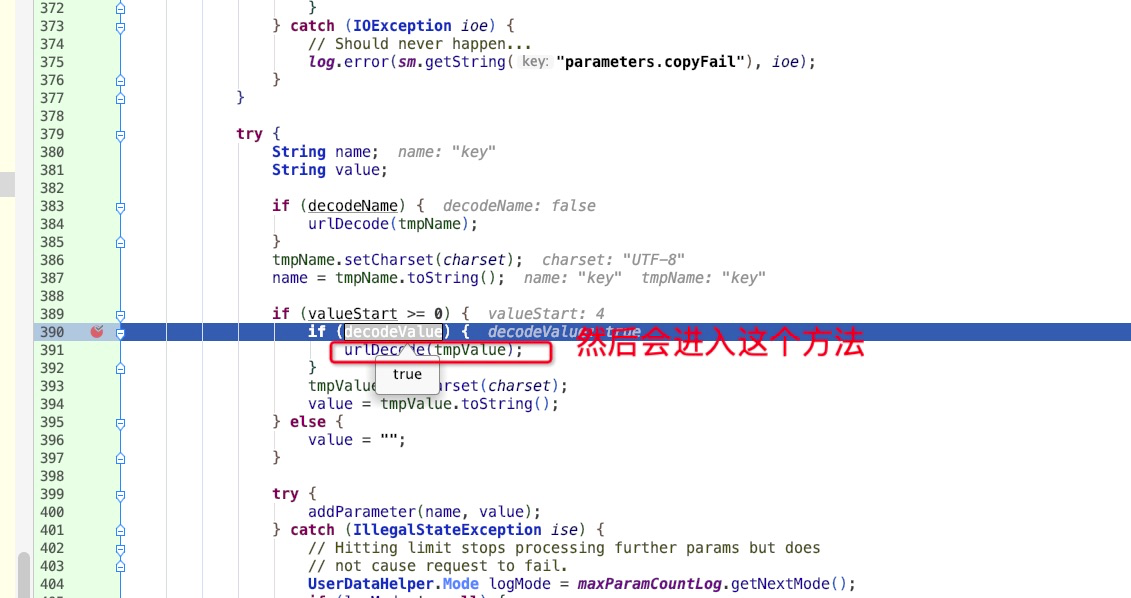 372 }
373 } catch (IOException ioe) {
374 // Should never happen...
375 log.error(sm.getString( key: "parameters.copyFail"), ioe);
376 }
377 }
378
379 try {
380 String name; name: "key"
381 String value;
382
383 if (decodeName) { decodeName: false
384 urlDecode(tmpName);
385 }
386 tmpName.setCharset(charset); charset: "UTF-8"
387 name = tmpName.toString(); name: "key" tmpName: "key"
388
389 if (valueStart >= 0) { valueStart: 4
390 if (decodeValue) { decodeValue: true
391 urlDecode(tmpValue); 然后会进入这个方法
392 }
true
393 tmpValue arset(charset);
394 value = tmpValue.toString();
395 } else {
396 value = "";
397 }
398
399 try {
400 addParameter(name, value);
401 } catch (IllegalStateException ise) {
402 // Hitting limit stops processing further params but does
403 // not cause request to fail.
404 UserDataHelper.Mode logMode = maxParamCountLog.getNextMode();